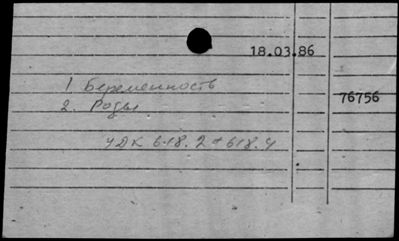 18.03.86
1 Беременность
76756
2. Роды
УДК 618.2 + 618.4